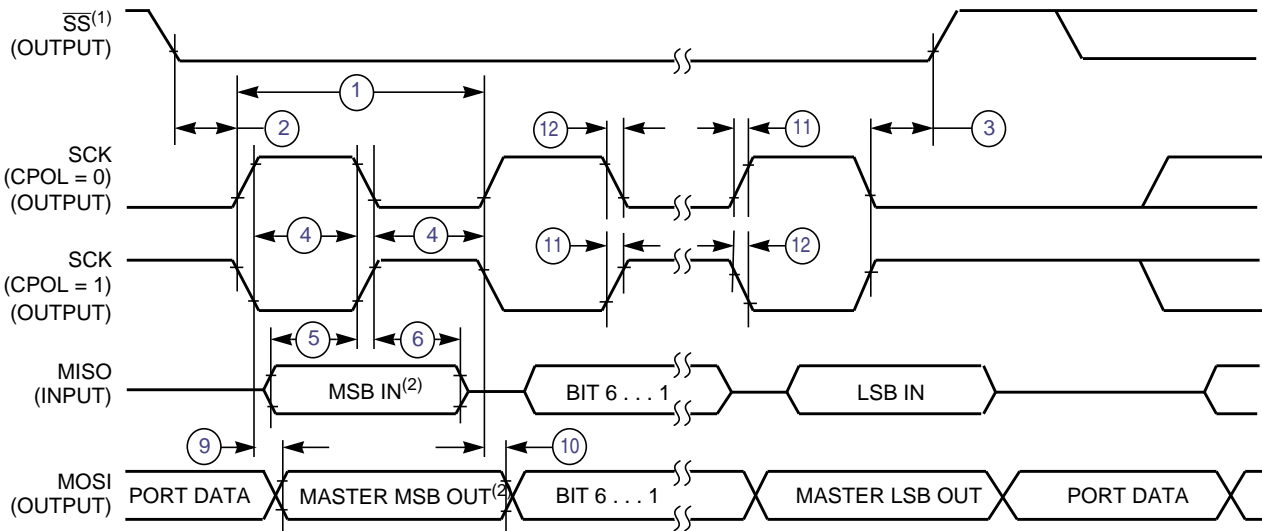 SS(1)
(OUTPUT)
1
2
12
11
3
SCK
(CPOL = 0)
(OUTPUT)
4
4
11
12
SCK
(CPOL = 1)
(OUTPUT)
5
6
MISO
(INPUT)
MSB IN(2)
BIT 6 . . . 1
LSB IN
9
10
MOSI
(OUTPUT)
PORT DATA
MASTER MSB OUT(2
BIT 6 . . . 1
MASTER LSB OUT
PORT DATA